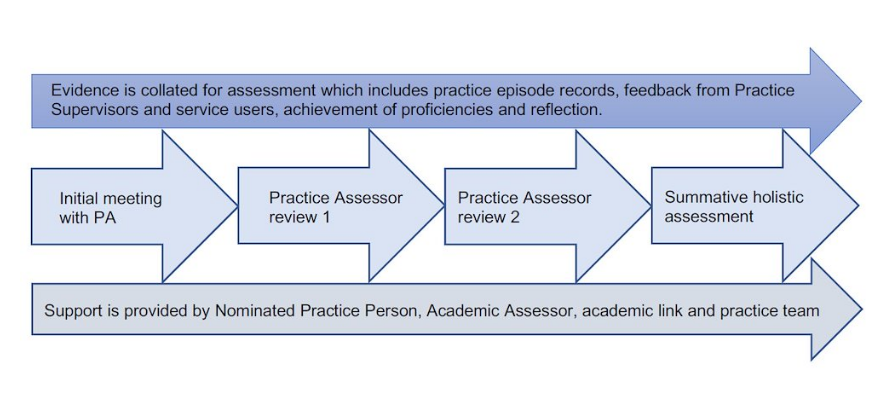 Evidence is collated for assessment which includes practice episode records, feedback from Practice
Supervisors and service users, achievement of proficiencies and reflection.
Initial meeting
with PA
Practice Assessor
review 1
Practice Assessor
review 2
Summative holistic
assessment
Support is provided by Nominated Practice Person, Academic Assessor, academic link and practice team